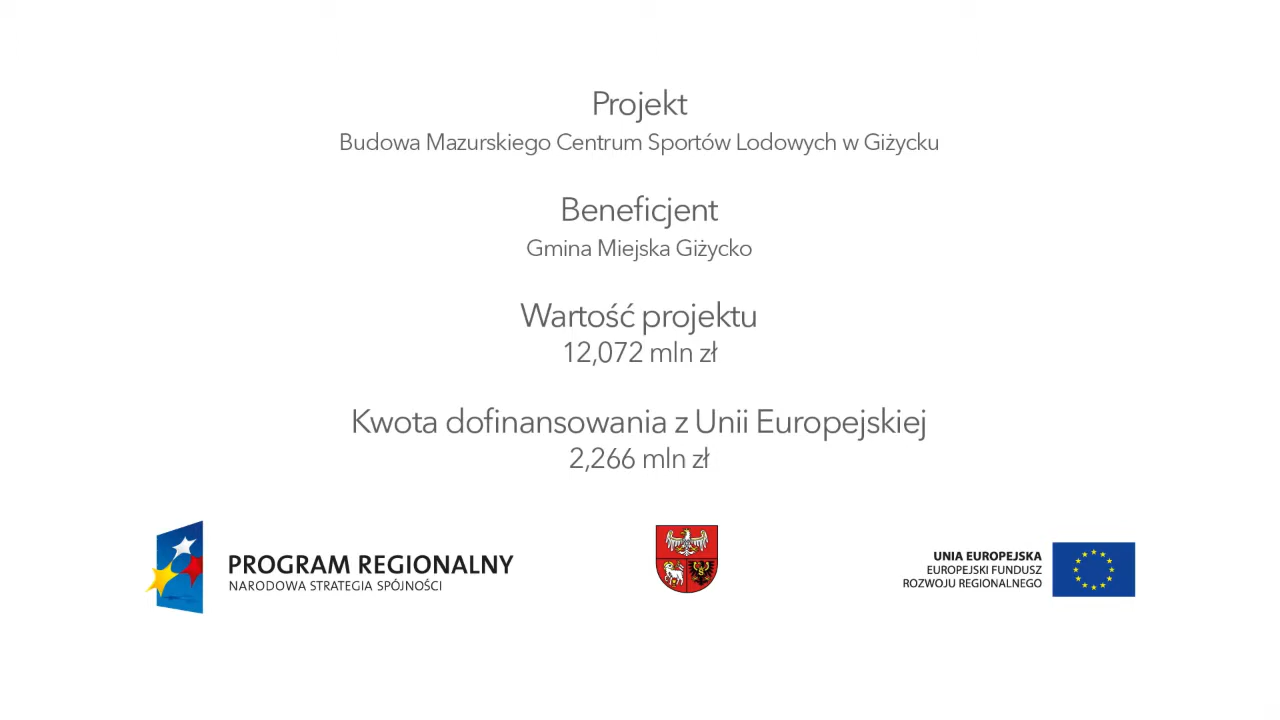 Projekt
Budowa Mazurskiego Centrum Sportów Lodowych w Giżycku
Beneficjent
Gmina Miejska Giżycko
Wartość projektu
12,072 mln zł
Kwota dofinansowania z Unii Europejskiej
2,266 mln zł
PROGRAM REGIONALNY
NARODOWA STRATEGIA SPÓJNOŚCI
UNIA EUROPEJSKA
EUROPEJSKI FUNDUSZ
ROZWOJU REGIONALNEGO